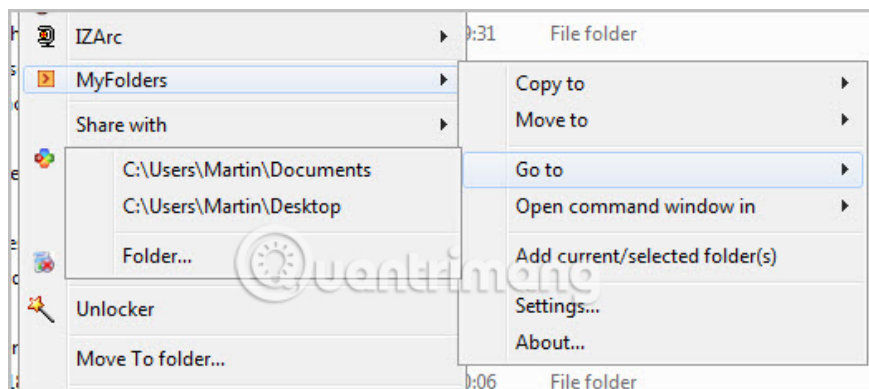 IZArc
9:31 File folder
MyFolders
Copy to
Share with
Move to
C:\Users\Martin\Documents
Go to
C:\Users\Martin\Desktop
Open command window in
Folder...
Add current/selected folder(s)
Quantrimang
Unlocker
Settings...
Move To folder...
About...
0:06 File folder